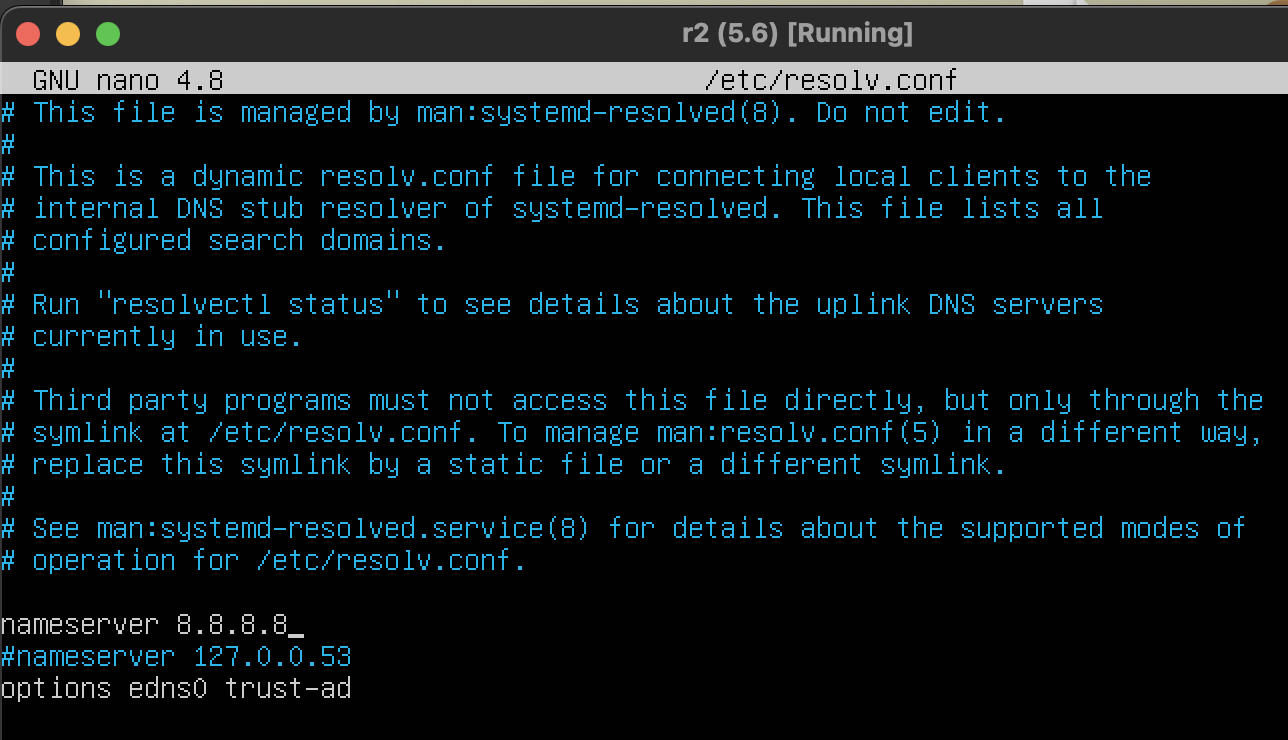 r2 (5.6) [Running]
GNU nano 4.8 /etc/resolv.conf
# This file is managed by man:systemd-resolved(8). Do not edit.
#
# This is a dynamic resolv.conf file for connecting local clients to the
# internal DNS stub resolver of systemd-resolved. This file lists all
# configured search domains.
#
# Run "resolvectl status" to see details about the uplink DNS servers
# currently in use.
#
# Third party programs must not access this file directly, but only through the
# symlink at /etc/resolv.conf. To manage man:resolv.conf(5) in a different way,
# replace this symlink by a static file or a different symlink.
#
# See man:systemd-resolved.service(8) for details about the supported modes of
# operation for /etc/resolv.conf.
nameserver 8.8.8.8
#nameserver 127.0.0.53
options edns0 trust-ad